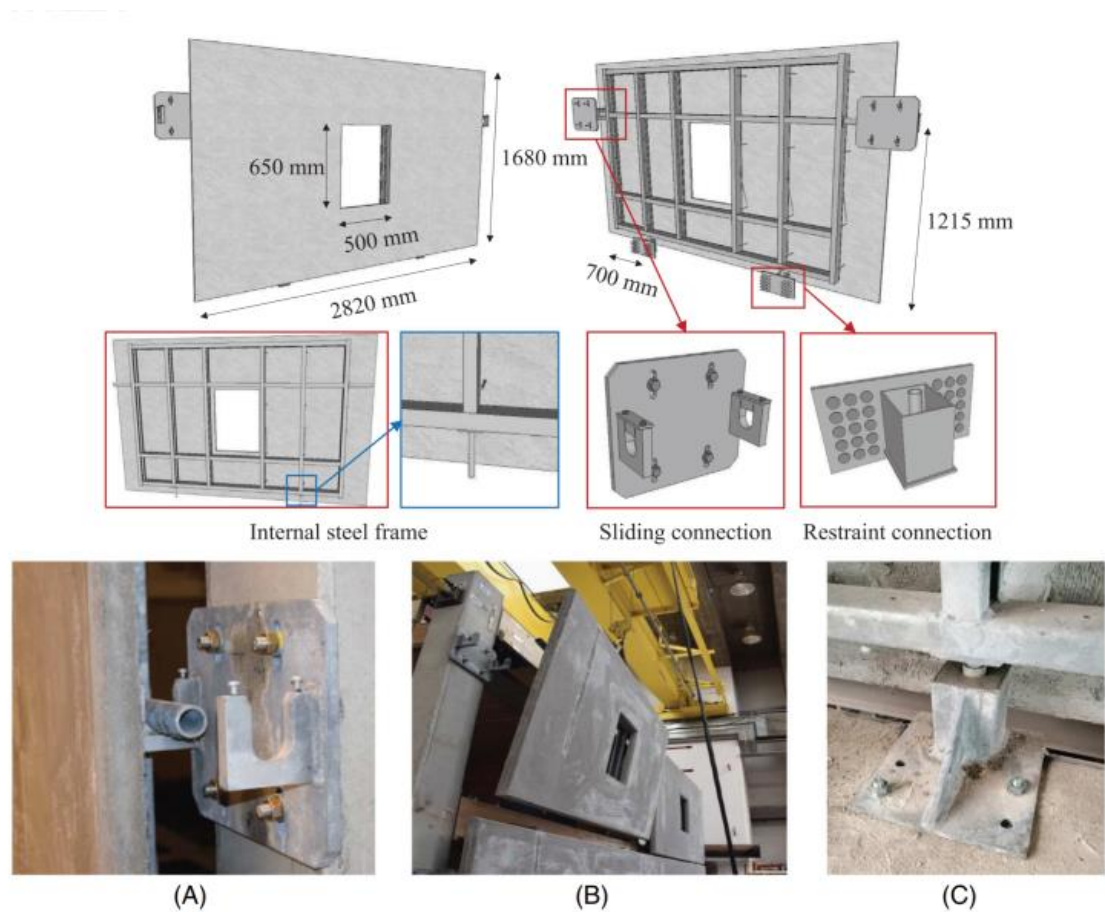 650 mm
500 mm
1680 mm
2820 mm
700 mm
1215 mm
Internal steel frame
Sliding connection
Restraint connection
(A)
(B)
(C)